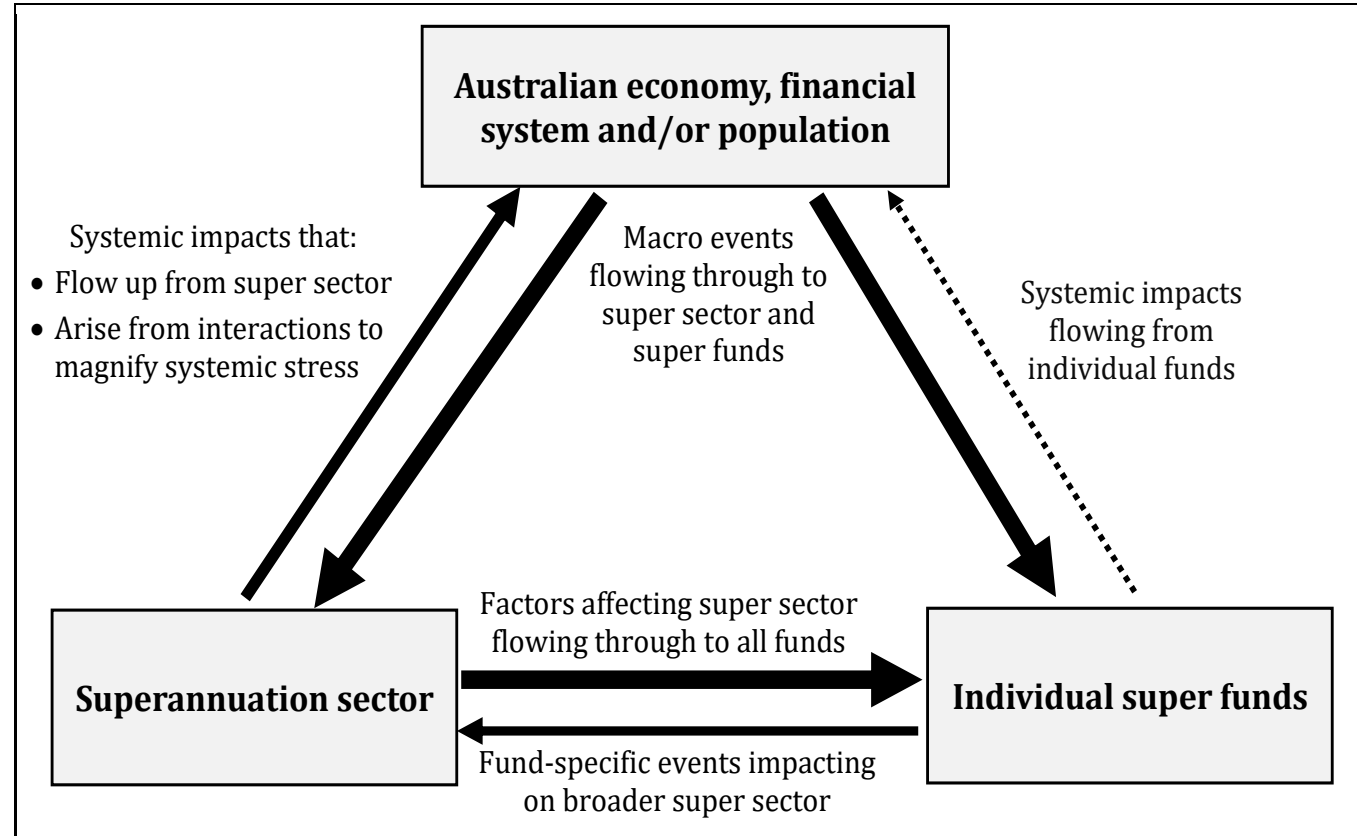 Australian economy, financial
system and/or population
Systemic impacts that:
• Flow up from super sector
• Arise from interactions to
magnify systemic stress
Macro events
flowing through to
super sector and
super funds
Systemic impacts
flowing from
individual funds
Factors affecting super sector
flowing through to all funds
Superannuation sector
Individual super funds
Fund-specific events impacting
on broader super sector